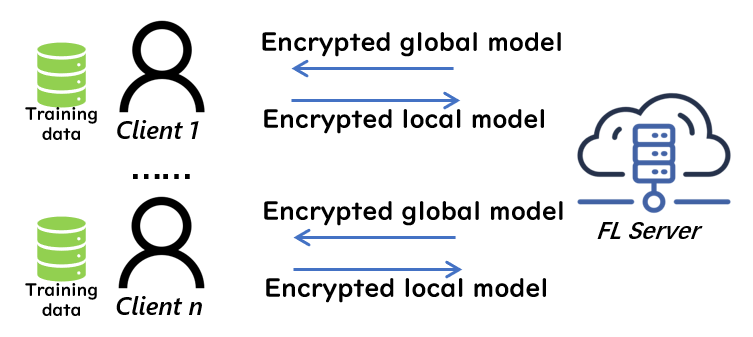 Encrypted global model
Training
data
Client 1
Encrypted local model
......
Encrypted global model
FL Server
Training
data
Client n
Encrypted local model